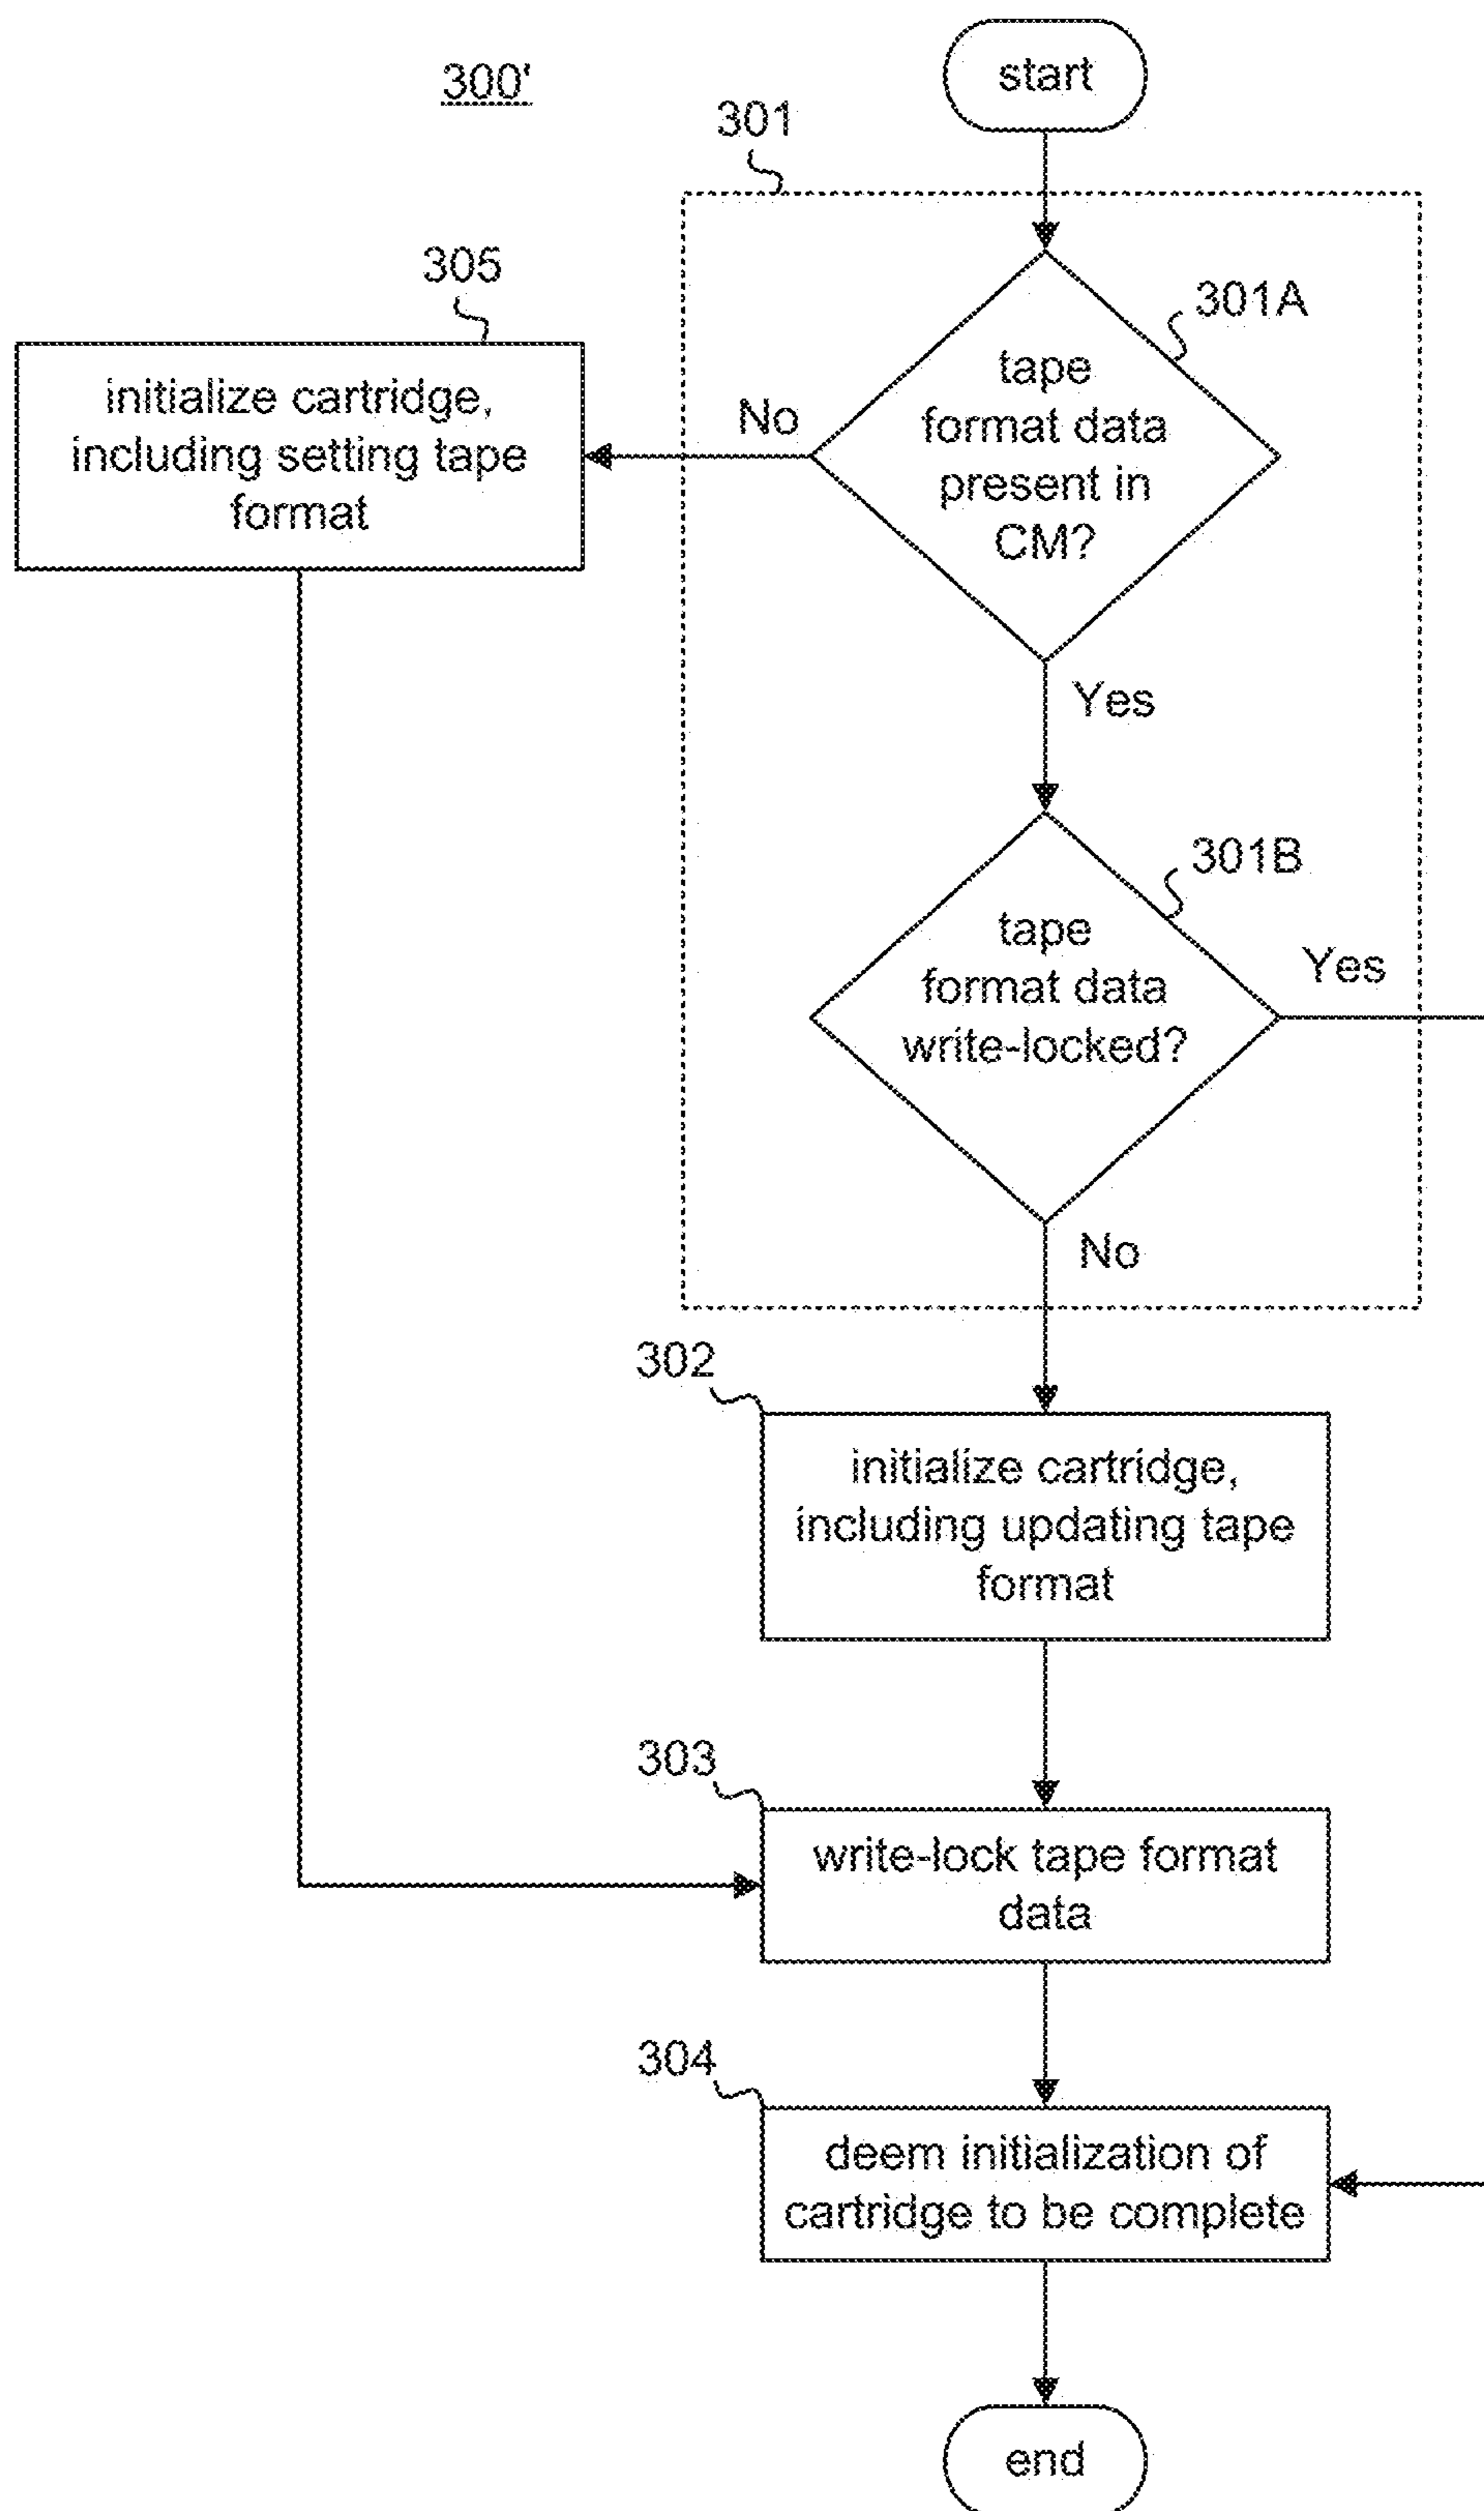 300'
start
301
301A
tape
format data
present in
CM?
No
305
initialize cartridge,
including setting tape
format
Yes
301B
tape
format data
write-locked?
Yes
No
302
initialize cartridge,
including updating tape
format
303
write-lock tape format
data
304
deem initialization of
cartridge to be complete
end